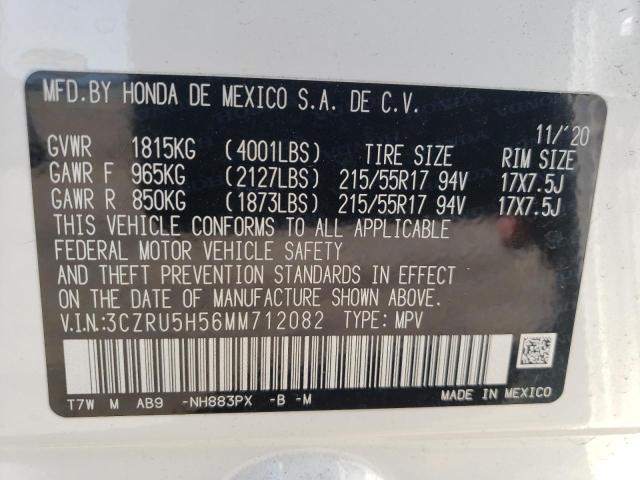 MFD.BY HONDA DE MEXICO S.A. DE C.V.
11/'20
GVWR 1815KG (4001LBS) TIRE SIZE RIM SIZE
GAWR F 965KG (2127LBS) 215/55R17 94V 17X7.5J
GAWR R 850KG (1873LBS) 215/55R17 94V 17X7.5J
THIS VEHICLE CONFORMS TO ALL APPLICABLE
FEDERAL MOTOR VEHICLE SAFETY
AND THEFT PREVENTION STANDARDS IN EFFECT
ON THE DATE OF MANUFACTURE SHOWN ABOVE.
V.I.N.:3CZRU5H56MM712082 TYPE: MPV
T7W M AB9 -NH883PX -B -M
MADE IN MEXICO